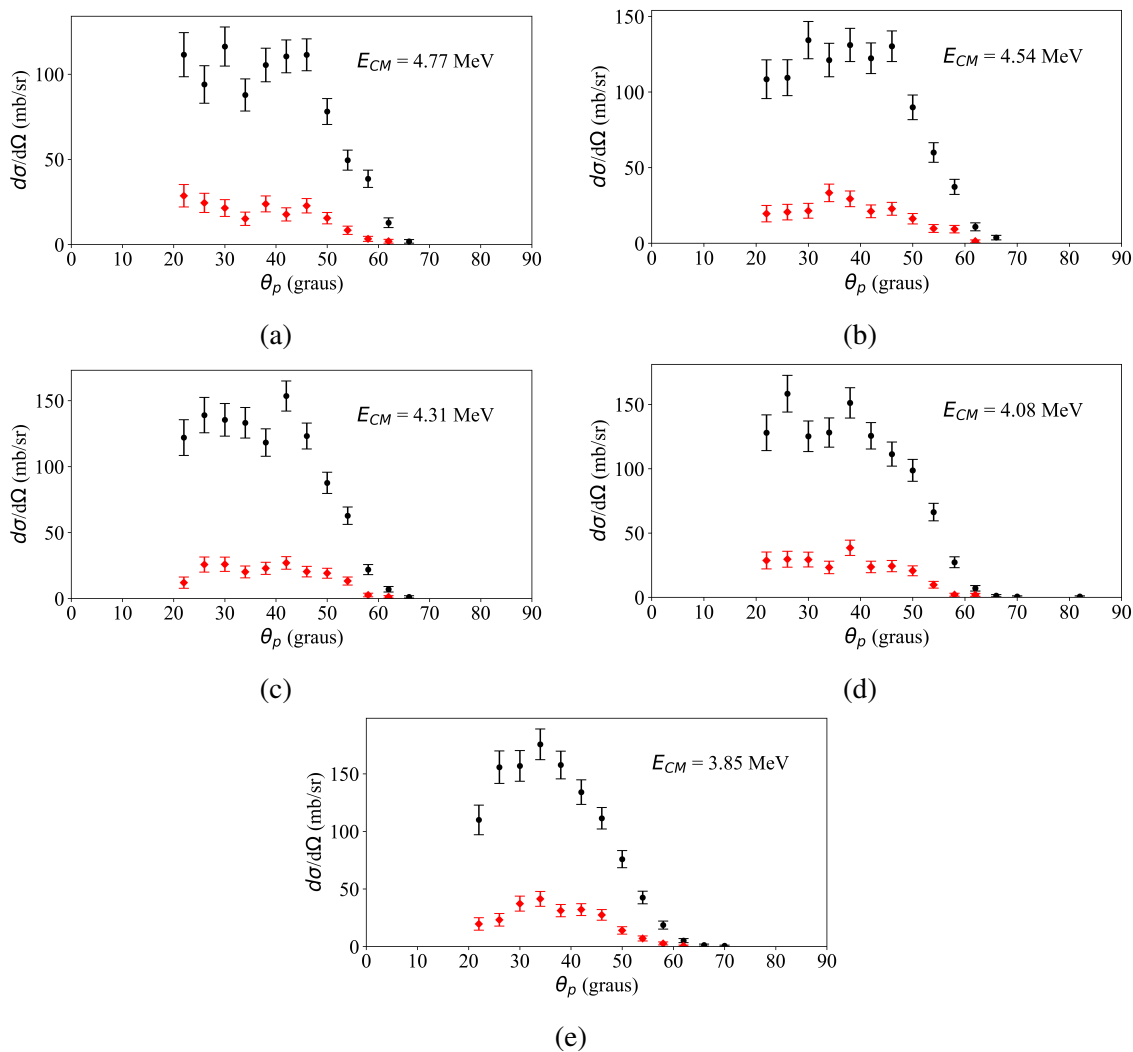 E_CM = 4.77 MeV
dσ/dΩ (mb/sr)
100
50
0
0 10 20 30 40 50 60 70 80 90
θ_p (graus)
(a)
E_CM = 4.54 MeV
dσ/dΩ (mb/sr)
150
100
50
0
0 10 20 30 40 50 60 70 80 90
θ_p (graus)
(b)
E_CM = 4.31 MeV
dσ/dΩ (mb/sr)
150
100
50
0
0 10 20 30 40 50 60 70 80 90
θ_p (graus)
(c)
E_CM = 4.08 MeV
dσ/dΩ (mb/sr)
150
100
50
0
0 10 20 30 40 50 60 70 80 90
θ_p (graus)
(d)
E_CM = 3.85 MeV
dσ/dΩ (mb/sr)
150
100
50
0
0 10 20 30 40 50 60 70 80 90
θ_p (graus)
(e)